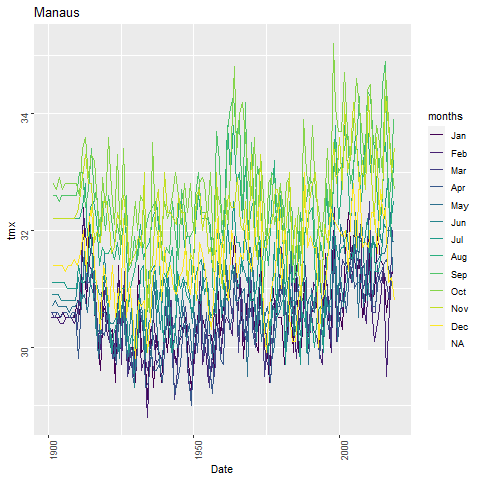 Manaus
tmx
34
32
30
1900
1950
2000
Date
months
Jan
Feb
Mar
Apr
May
Jun
Jul
Aug
Sep
Oct
Nov
Dec
NA